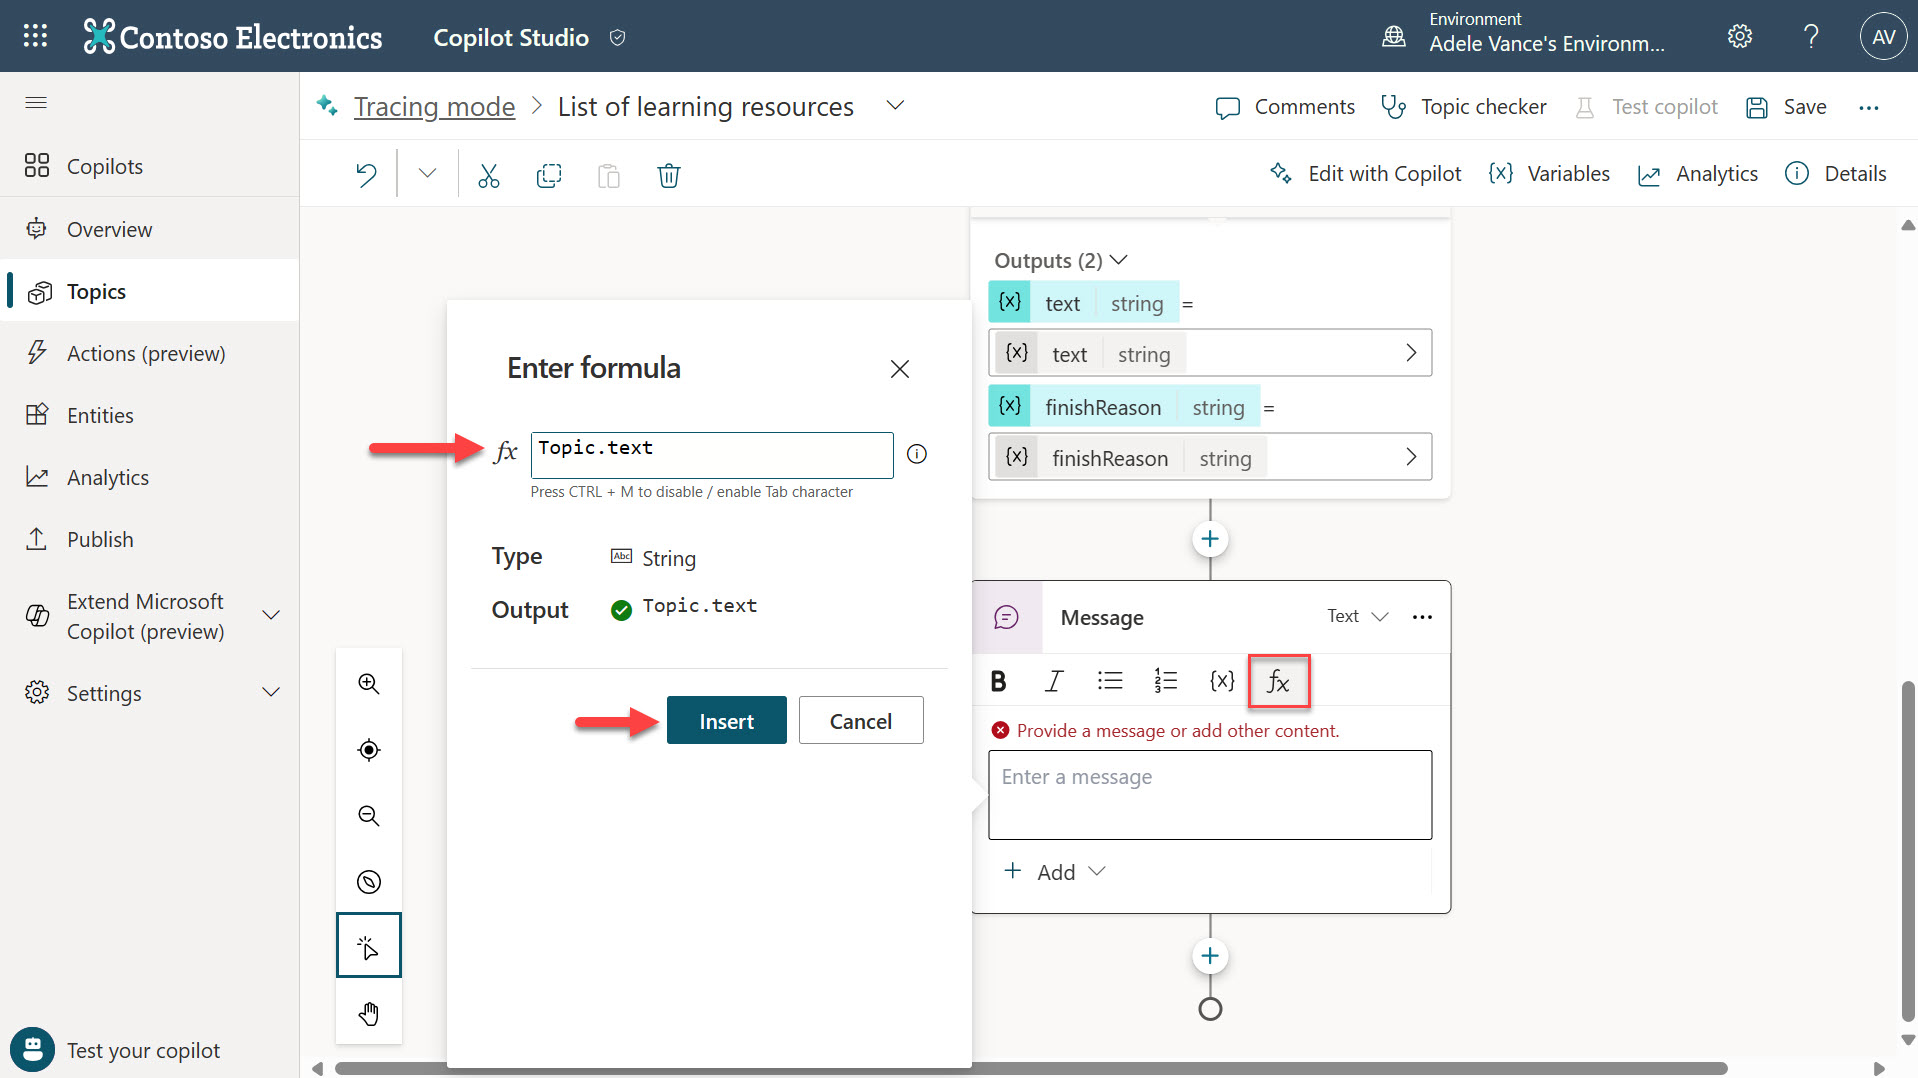 Contoso Electronics
Copilot Studio
Environment
Adele Vance's Environm...
?
AV
Tracing mode > List of learning resources
Comments
Topic checker
Test copilot
Save
Edit with Copilot
{x} Variables
Analytics
Details
Copilots
Overview
Topics
Actions (preview)
Entities
Analytics
Publish
Extend Microsoft
Copilot (preview)
Settings
Test your copilot
Enter formula
fx Topic.text
Press CTRL + M to disable / enable Tab character
Type Abc String
Output Topic.text
Insert Cancel
Outputs (2)
{x} text string =
{x} text string
{x} finishReason string =
{x} finishReason string
Message Text
B I 1 2 3 {x} fx
Provide a message or add other content.
Enter a message
+ Add